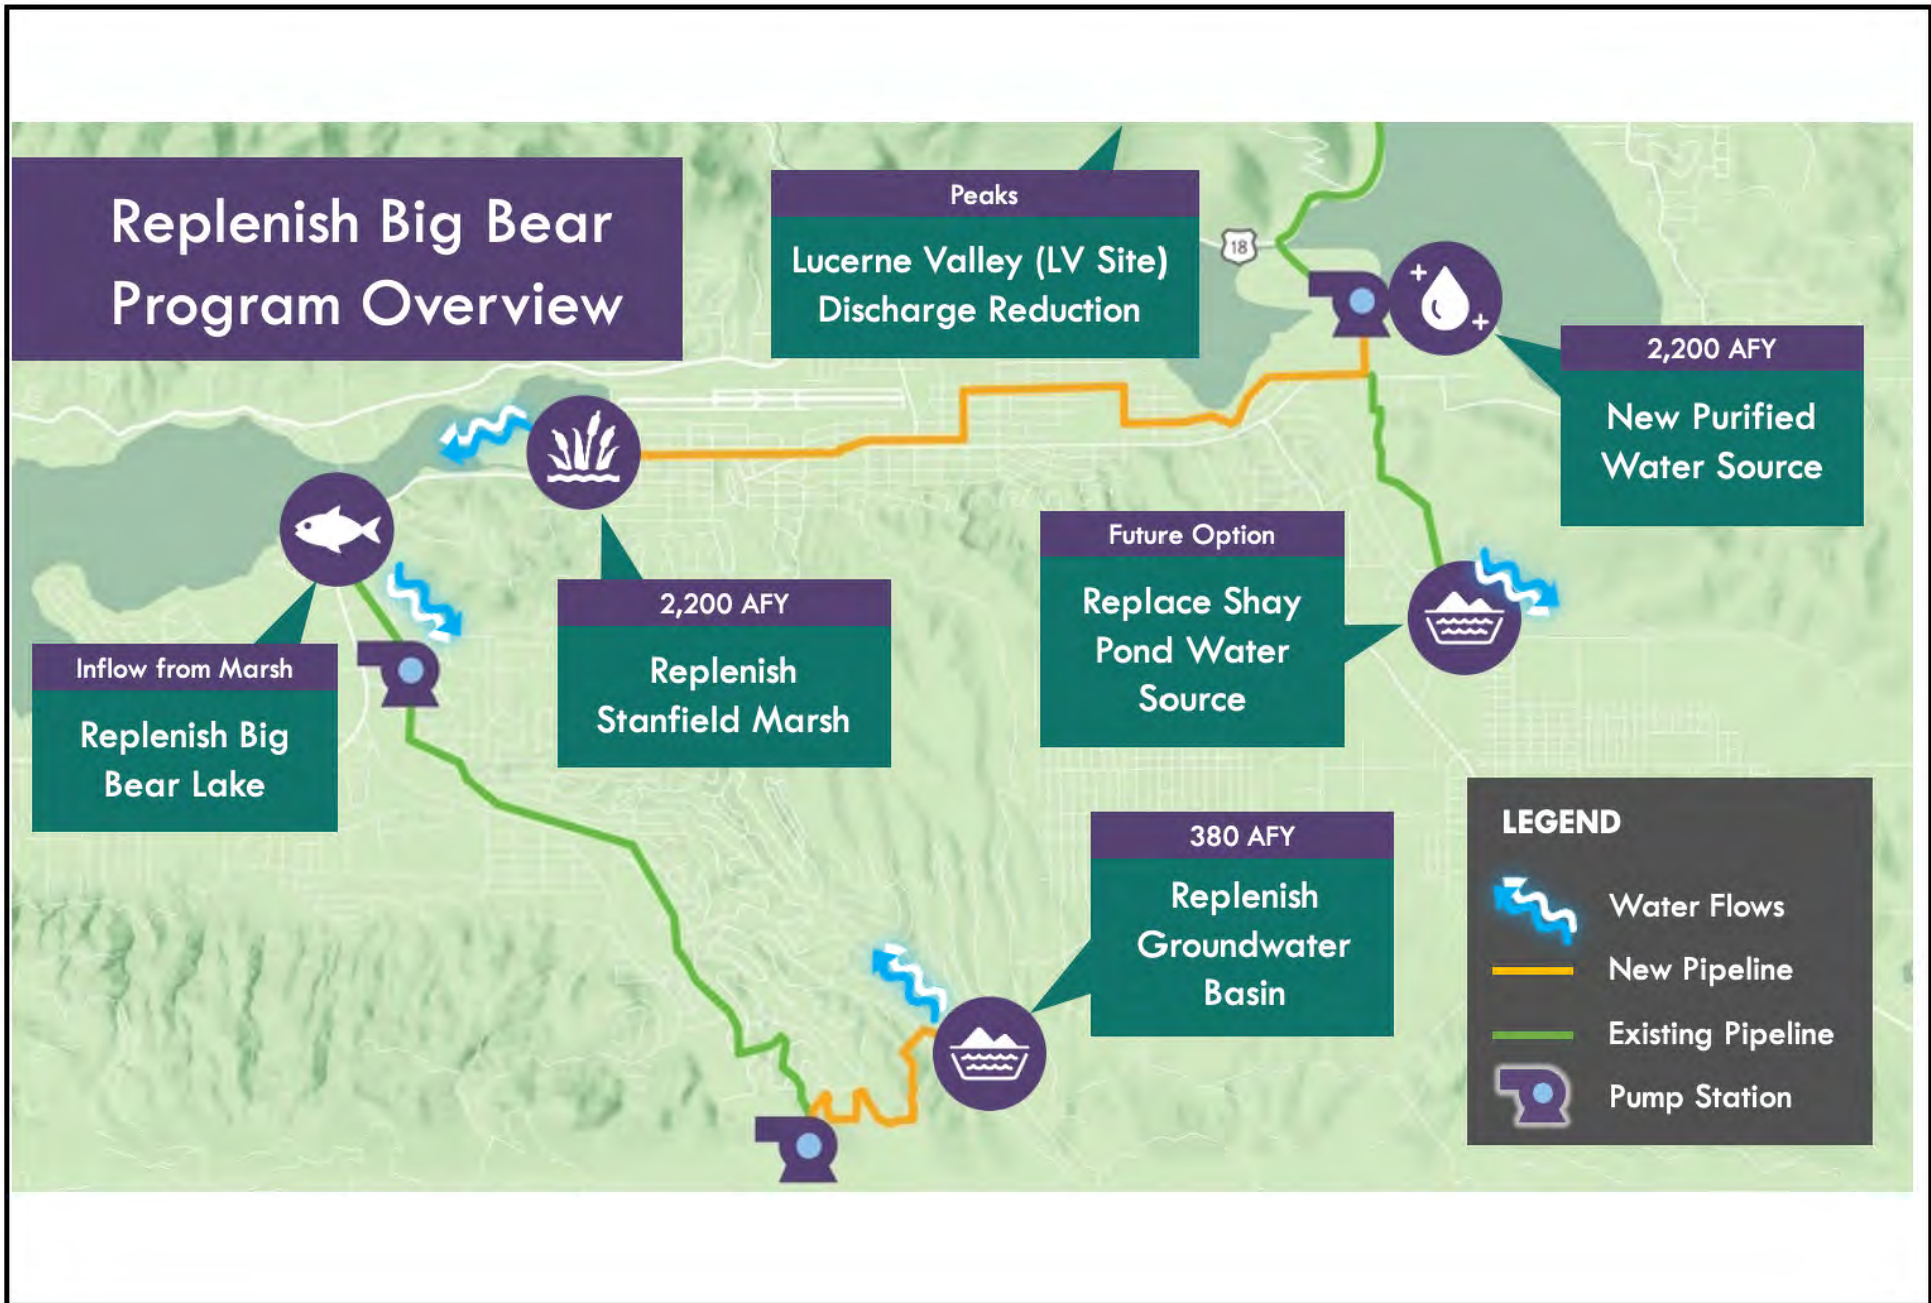 Replenish Big Bear
Program Overview
Peaks
Lucerne Valley (LV Site)
Discharge Reduction
18
2,200 AFY
New Purified
Water Source
Future Option
Replace Shay
Pond Water
Source
2,200 AFY
Replenish
Stanfield Marsh
Inflow from Marsh
Replenish Big
Bear Lake
380 AFY
Replenish
Groundwater
Basin
LEGEND
Water Flows
New Pipeline
Existing Pipeline
Pump Station